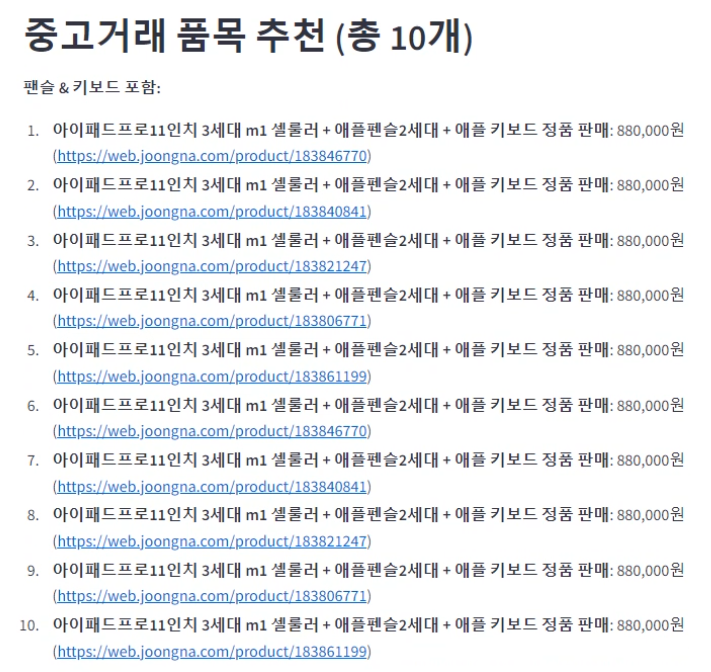 중고거래 품목 추천 (총 10개)
팬슬 & 키보드 포함:
1. 아이패드프로11인치 3세대 m1 셀룰러 + 애플펜슬2세대 + 애플 키보드 정품 판매: 880,000원
(https://web.joongna.com/product/183846770)
2. 아이패드프로11인치 3세대 m1 셀룰러 + 애플펜슬2세대 + 애플 키보드 정품 판매: 880,000원
(https://web.joongna.com/product/183840841)
3. 아이패드프로11인치 3세대 m1 셀룰러 + 애플펜슬2세대 + 애플 키보드 정품 판매: 880,000원
(https://web.joongna.com/product/183821247)
4. 아이패드프로11인치 3세대 m1 셀룰러 + 애플펜슬2세대 + 애플 키보드 정품 판매: 880,000원
(https://web.joongna.com/product/183806771)
5. 아이패드프로11인치 3세대 m1 셀룰러 + 애플펜슬2세대 + 애플 키보드 정품 판매: 880,000원
(https://web.joongna.com/product/183861199)
6. 아이패드프로11인치 3세대 m1 셀룰러 + 애플펜슬2세대 + 애플 키보드 정품 판매: 880,000원
(https://web.joongna.com/product/183846770)
7. 아이패드프로11인치 3세대 m1 셀룰러 + 애플펜슬2세대 + 애플 키보드 정품 판매: 880,000원
(https://web.joongna.com/product/183840841)
8. 아이패드프로11인치 3세대 m1 셀룰러 + 애플펜슬2세대 + 애플 키보드 정품 판매: 880,000원
(https://web.joongna.com/product/183821247)
9. 아이패드프로11인치 3세대 m1 셀룰러 + 애플펜슬2세대 + 애플 키보드 정품 판매: 880,000원
(https://web.joongna.com/product/183806771)
10. 아이패드프로11인치 3세대 m1 셀룰러 + 애플펜슬2세대 + 애플 키보드 정품 판매: 880,000원
(https://web.joongna.com/product/183861199)